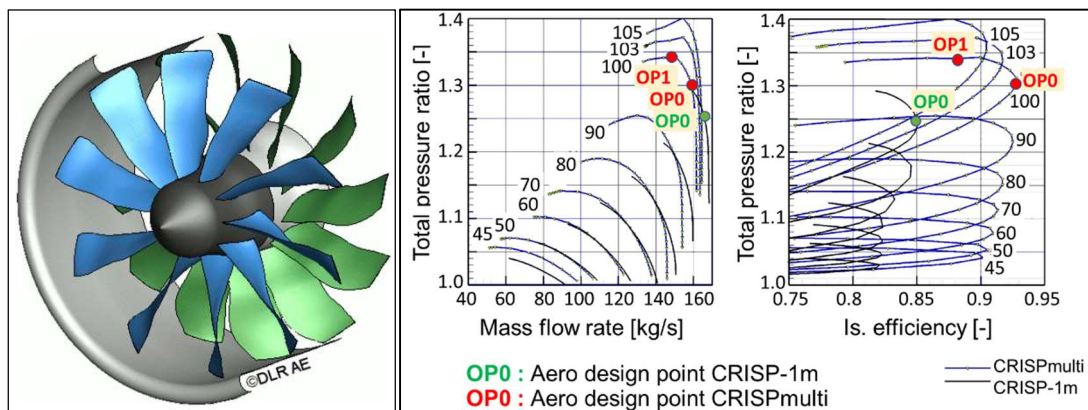 ©DLR AE
Total pressure ratio [-]
1.4
1.3
1.2
1.1
1.0
40 60 80 100 120 140 160
Mass flow rate [kg/s]
105
103
100
90
80
70
60
50
45
OP1
OP0
OP0
Total pressure ratio [-]
1.4
1.3
1.2
1.1
1.0
0.75 0.8 0.85 0.9 0.95
Is. efficiency [-]
105
103
100
90
80
70
60
50
45
OP1
OP0
OP0
OP0 : Aero design point CRISP-1m
OP0 : Aero design point CRISPmulti
CRISPmulti
CRISP-1m